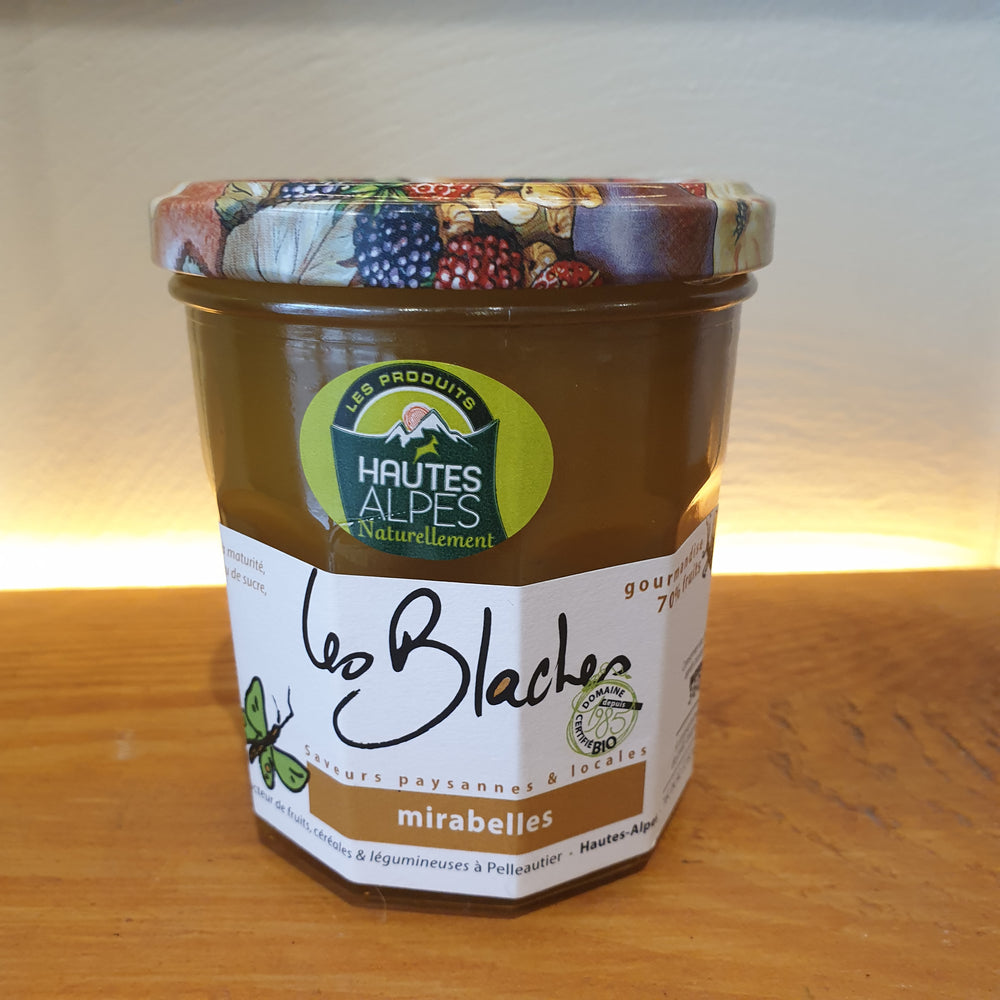 LES PRODUITS
HAUTES
ALPES
Naturellement
maturité,
de sucre,
gourmandise
70% fruits
Les Blaches
DOMAINE
depuis
1985
CERTIFIÉ BIO
Saveurs paysannes & locales
mirabelles
de fruits, céréales & légumineuses à Pelleautier - Hautes-Alpes